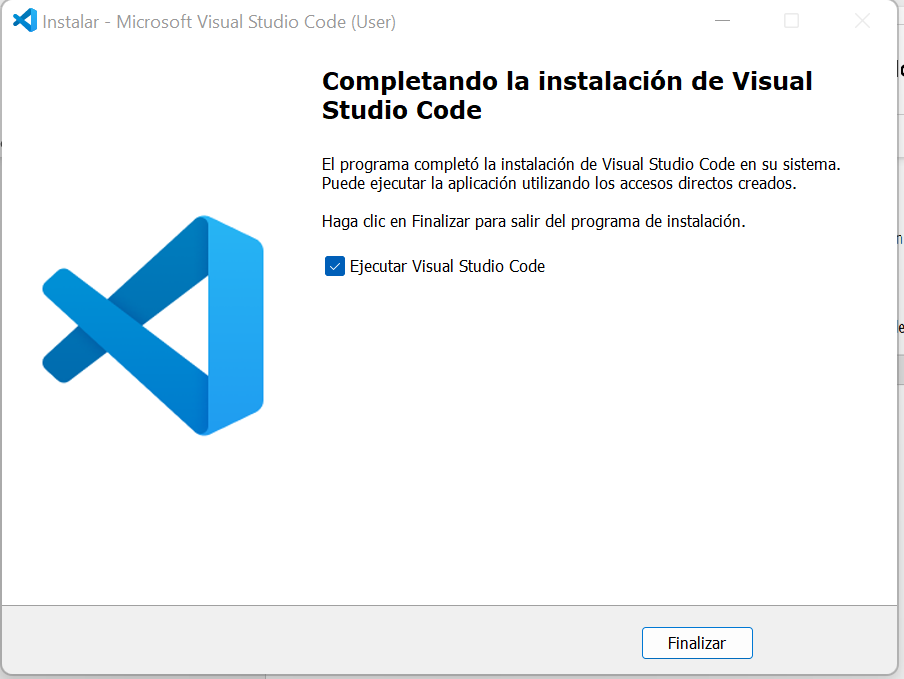 Instalar - Microsoft Visual Studio Code (User)
Completando la instalación de Visual
Studio Code
El programa completó la instalación de Visual Studio Code en su sistema.
Puede ejecutar la aplicación utilizando los accesos directos creados.
Haga clic en Finalizar para salir del programa de instalación.
Ejecutar Visual Studio Code
Finalizar